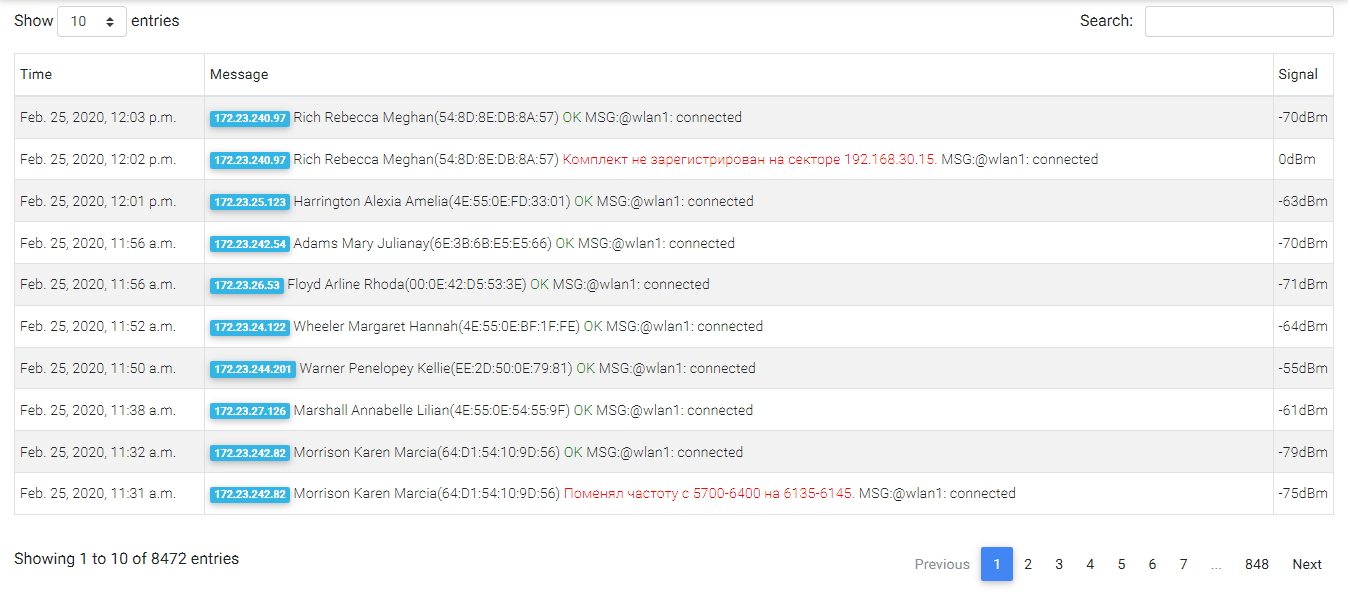 Show 10 entries Search:
Time Message Signal
Feb. 25, 2020, 12:03 p.m. 172.23.240.97 Rich Rebecca Meghan(54:8D:8E:DB:8A:57) OK MSG:@wlan1: connected -70dBm
Feb. 25, 2020, 12:02 p.m. 172.23.240.97 Rich Rebecca Meghan(54:8D:8E:DB:8A:57) Комплект не зарегистрирован на секторе 192.168.30.15. MSG:@wlan1: connected 0dBm
Feb. 25, 2020, 12:01 p.m. 172.23.25.123 Harrington Alexia Amelia(4E:55:0E:FD:33:01) OK MSG:@wlan1: connected -63dBm
Feb. 25, 2020, 11:56 a.m. 172.23.242.54 Adams Mary Julianay(6E:3B:6B:E5:E5:66) OK MSG:@wlan1: connected -70dBm
Feb. 25, 2020, 11:56 a.m. 172.23.26.53 Floyd Arline Rhoda(00:0E:42:D5:53:3E) OK MSG:@wlan1: connected -71dBm
Feb. 25, 2020, 11:52 a.m. 172.23.24.122 Wheeler Margaret Hannah(4E:55:0E:BF:1F:FE) OK MSG:@wlan1: connected -64dBm
Feb. 25, 2020, 11:50 a.m. 172.23.244.201 Warner Penelopey Kellie(EE:2D:50:0E:79:81) OK MSG:@wlan1: connected -55dBm
Feb. 25, 2020, 11:38 a.m. 172.23.27.126 Marshall Annabelle Lilian(4E:55:0E:54:55:9F) OK MSG:@wlan1: connected -61dBm
Feb. 25, 2020, 11:32 a.m. 172.23.242.82 Morrison Karen Marcia(64:D1:54:10:9D:56) OK MSG:@wlan1: connected -79dBm
Feb. 25, 2020, 11:31 a.m. 172.23.242.82 Morrison Karen Marcia(64:D1:54:10:9D:56) Поменял частоту с 5700-6400 на 6135-6145. MSG:@wlan1: connected -75dBm
Showing 1 to 10 of 8472 entries Previous 1 2 3 4 5 6 7 ... 848 Next